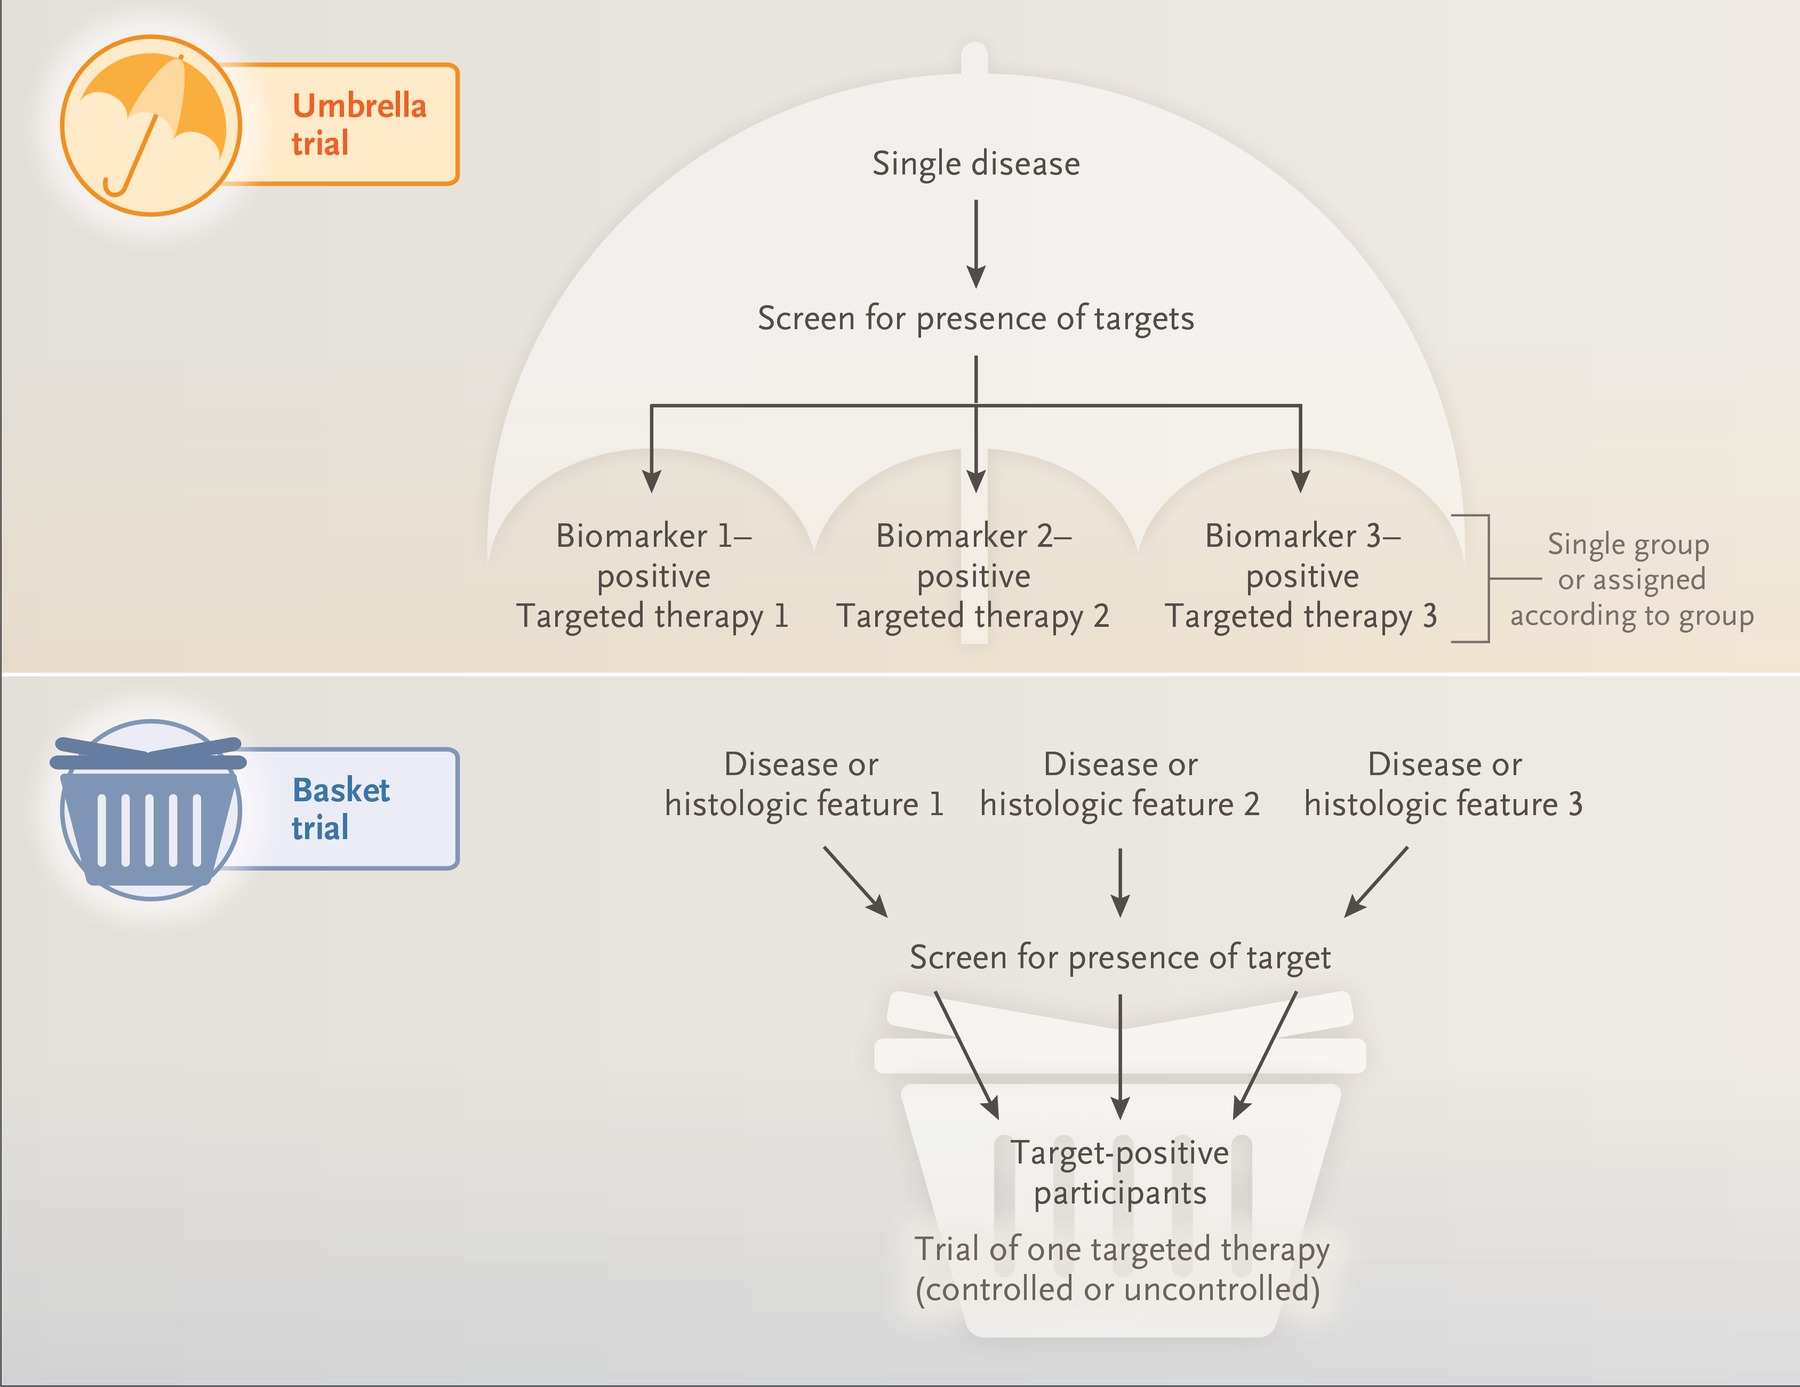 Umbrella
trial
Single disease
Screen for presence of targets
Biomarker 1–
positive
Targeted therapy 1
Biomarker 2–
positive
Targeted therapy 2
Biomarker 3–
positive
Targeted therapy 3
Single group
or assigned
according to group
Basket
trial
Disease or
histologic feature 1
Disease or
histologic feature 2
Disease or
histologic feature 3
Screen for presence of target
Target-positive
participants
Trial of one targeted therapy
(controlled or uncontrolled)